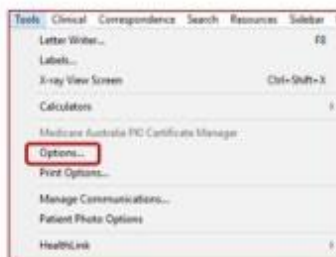 Tools Clinical Correspondence Search Resources Sidebar
Letter Writer... F8
Labels...
X-ray View Screen Ctrl+Shift+X
Calculators
Medicare Australia PKI Certificate Manager
Options...
Print Options...
Manage Communications...
Patient Photo Options
HealthLink